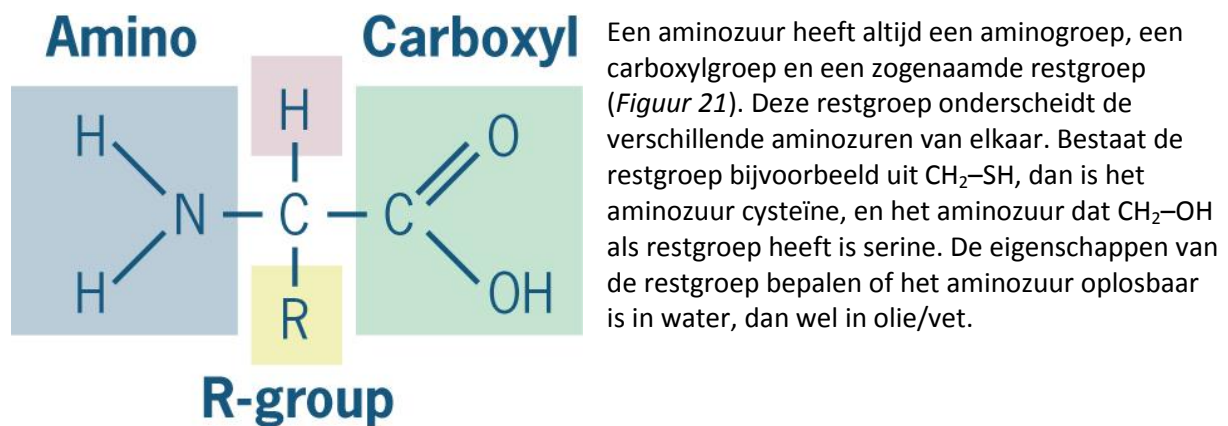 Amino
Carboxyl
H
H
O
N
C
C
H
R
OH
R-group
Een aminozuur heeft altijd een aminogroep, een
carboxylgroep en een zogenaamde restgroep
(Figuur 21). Deze restgroep onderscheidt de
verschillende aminozuren van elkaar. Bestaat de
restgroep bijvoorbeeld uit CH₂–SH, dan is het
aminozuur cysteïne, en het aminozuur dat CH₂–OH
als restgroep heeft is serine. De eigenschappen van
de restgroep bepalen of het aminozuur oplosbaar
is in water, dan wel in olie/vet.